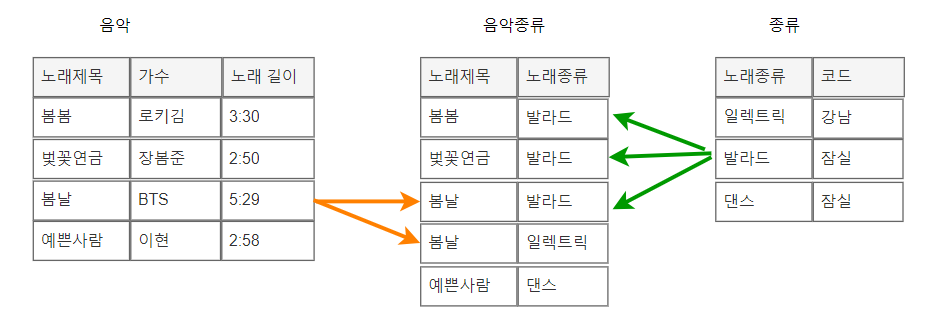 음악 음악종류 종류
노래제목 가수 노래 길이 노래제목 노래종류 노래종류 코드
봄봄 로키김 3:30 봄봄 발라드 일렉트릭 강남
벚꽃연금 장봄준 2:50 벚꽃연금 발라드 발라드 잠실
봄날 BTS 5:29 봄날 발라드 댄스 잠실
예쁜사람 이현 2:58 봄날 일렉트릭
예쁜사람 댄스